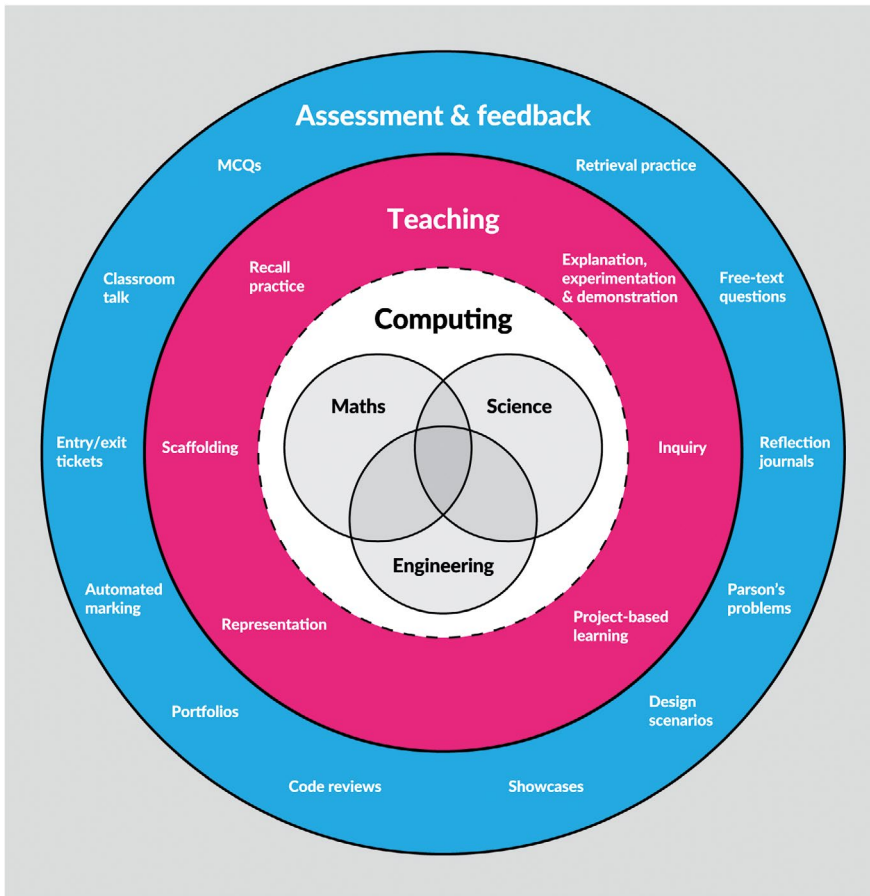 Assessment & feedback
MCQs
Retrieval practice
Classroom
talk
Free-text
questions
Entry/exit
tickets
Reflection
journals
Automated
marking
Parson's
problems
Portfolios
Design
scenarios
Code reviews
Showcases
Teaching
Recall
practice
Explanation,
experimentation
& demonstration
Scaffolding
Inquiry
Representation
Project-based
learning
Computing
Maths
Science
Engineering